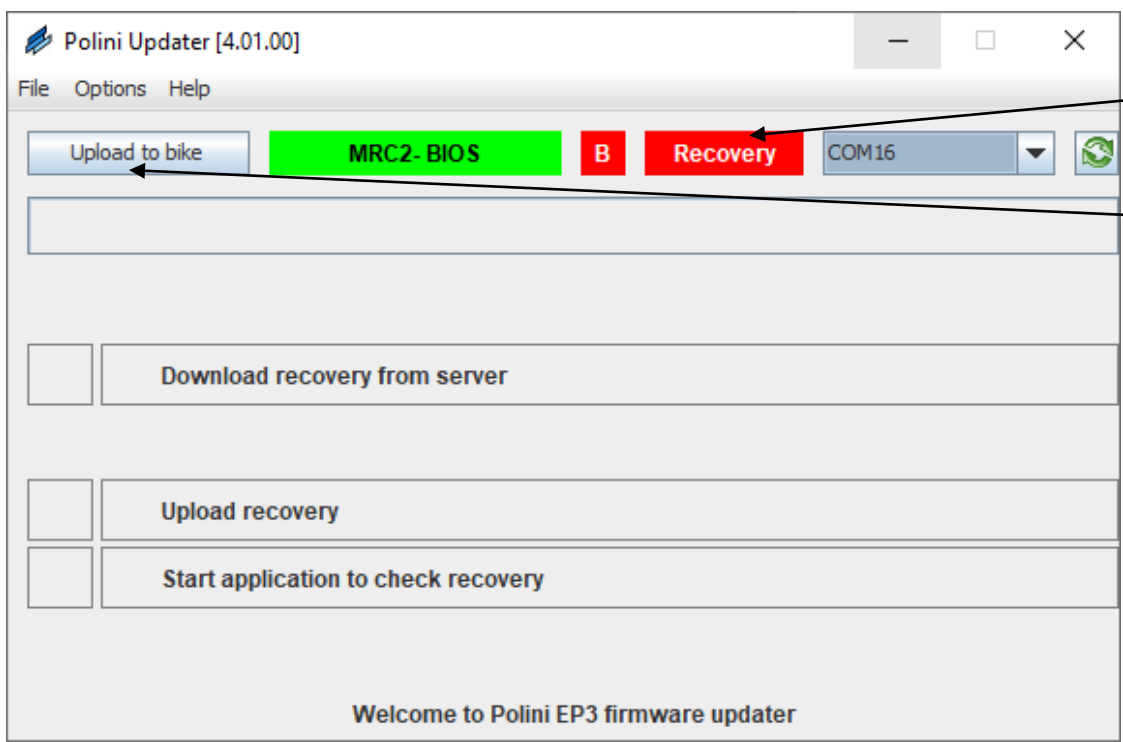 Polini Updater [4.01.00]
File Options Help
Upload to bike MRC2- BIOS B Recovery COM16
Download recovery from server
Upload recovery
Start application to check recovery
Welcome to Polini EP3 firmware updater